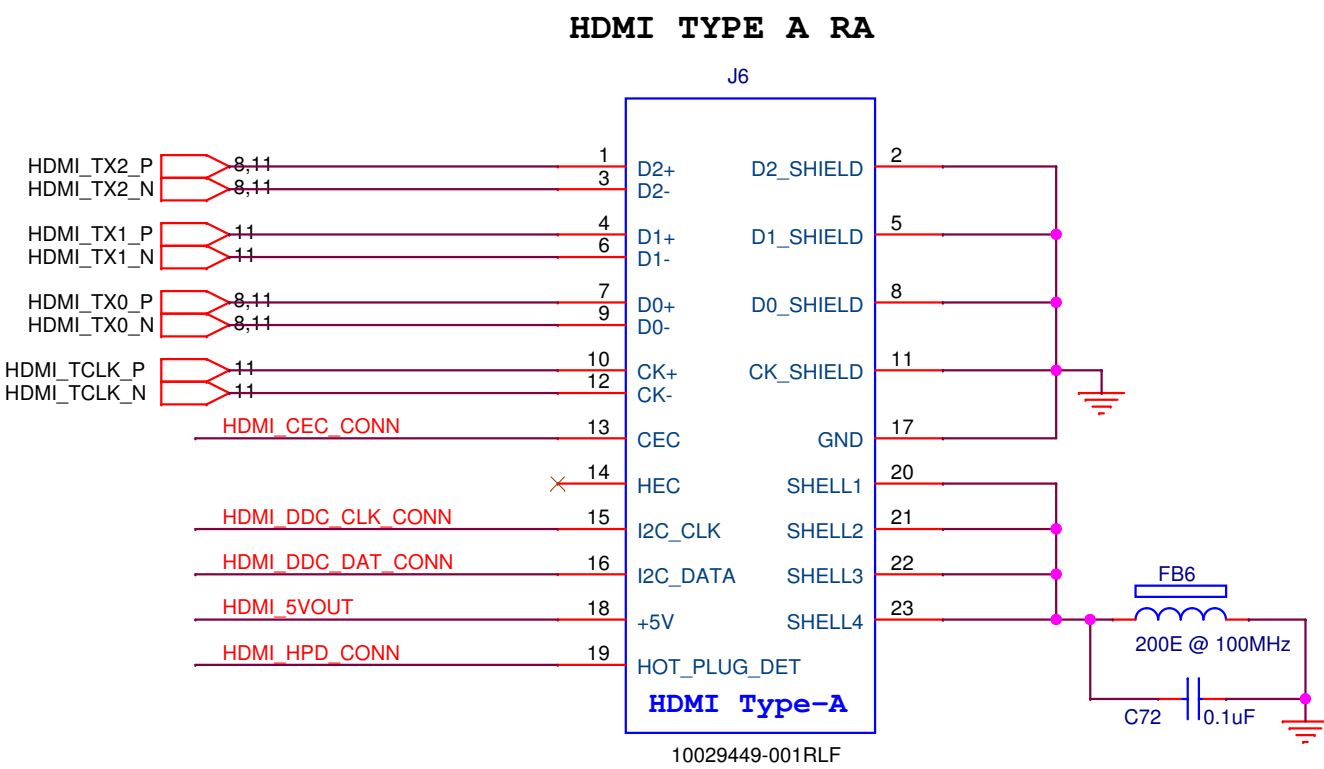 HDMI TYPE A RA
J6
HDMI_TX2_P 8,11 1 D2+ D2_SHIELD 2
HDMI_TX2_N 8,11 3 D2-
HDMI_TX1_P 11 4 D1+ D1_SHIELD 5
HDMI_TX1_N 11 6 D1-
HDMI_TX0_P 8,11 7 D0+ D0_SHIELD 8
HDMI_TX0_N 8,11 9 D0-
HDMI_TCLK_P 11 10 CK+ CK_SHIELD 11
HDMI_TCLK_N 11 12 CK-
HDMI_CEC_CONN 13 CEC GND 17
14 HEC SHELL1 20
HDMI_DDC_CLK_CONN 15 I2C_CLK SHELL2 21
HDMI_DDC_DAT_CONN 16 I2C_DATA SHELL3 22
FB6
HDMI_5VOUT 18 +5V SHELL4 23
200E @ 100MHz
HDMI_HPD_CONN 19 HOT_PLUG_DET
HDMI Type-A
C72 0.1uF
10029449-001RLF